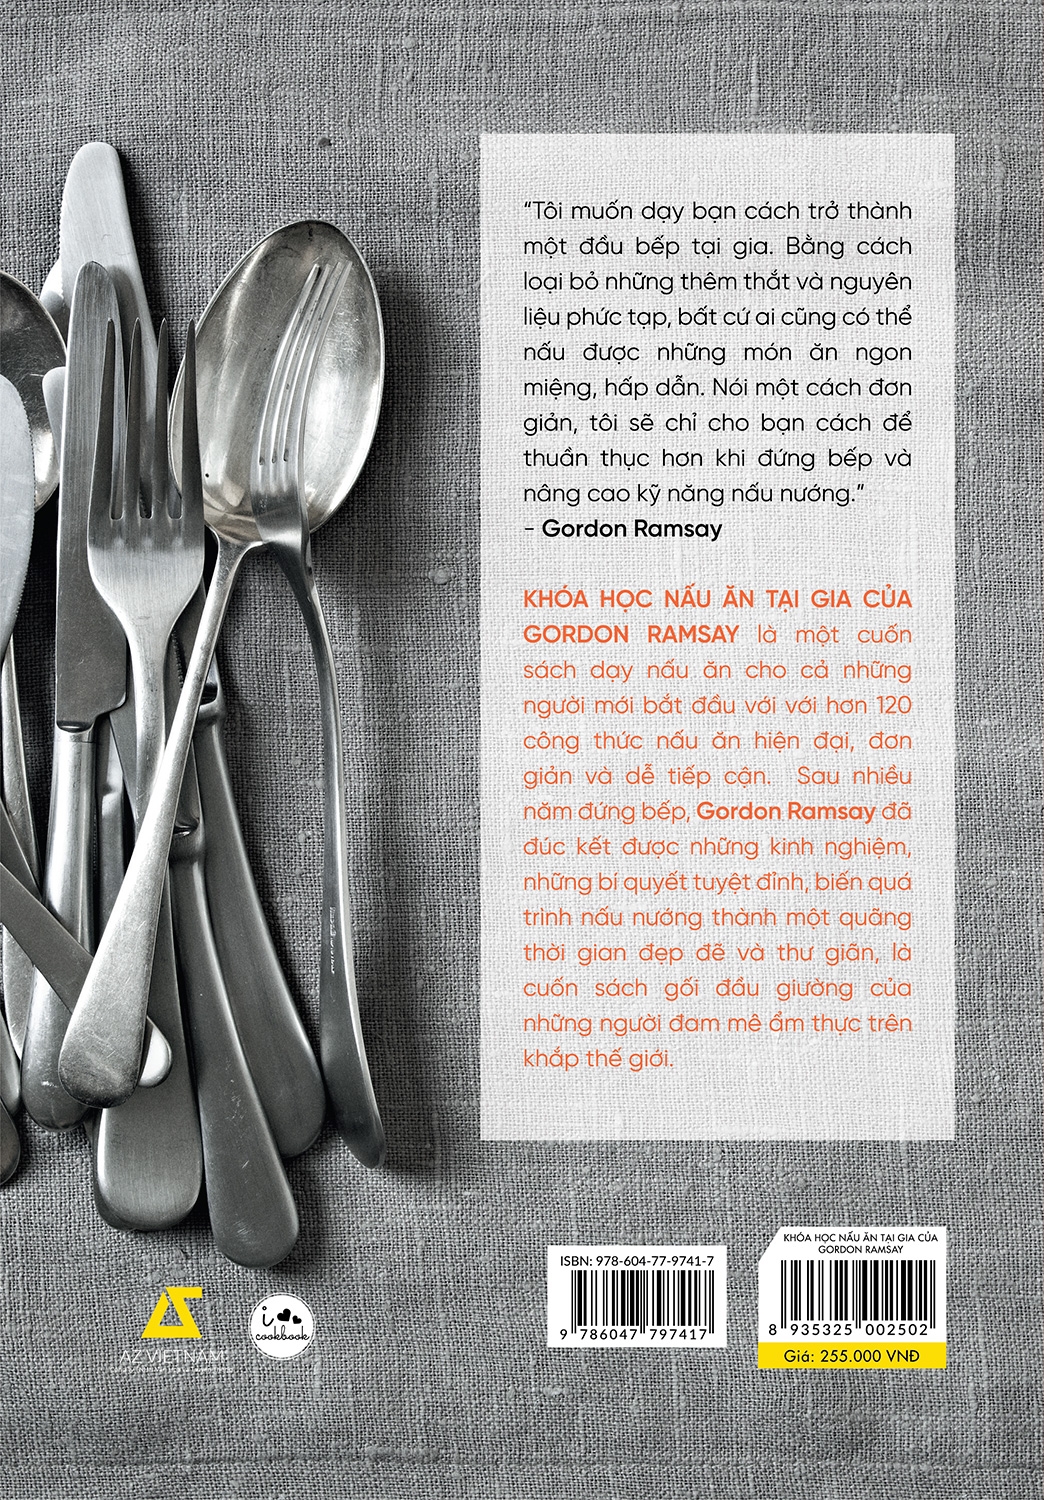 “Tôi muốn dạy bạn cách trở thành
một đầu bếp tại gia. Bằng cách
loại bỏ những thêm thắt và nguyên
liệu phức tạp, bất cứ ai cũng có thể
nấu được những món ăn ngon
miệng, hấp dẫn. Nói một cách đơn
giản, tôi sẽ chỉ cho bạn cách để
thuần thục hơn khi đứng bếp và
nâng cao kỹ năng nấu nướng.”
- Gordon Ramsay
KHÓA HỌC NẤU ĂN TẠI GIA CỦA
GORDON RAMSAY là một cuốn
sách dạy nấu ăn cho cả những
người mới bắt đầu với với hơn 120
công thức nấu ăn hiện đại, đơn
giản và dễ tiếp cận. Sau nhiều
năm đứng bếp, Gordon Ramsay đã
đúc kết được những kinh nghiệm,
những bí quyết tuyệt đỉnh, biến quá
trình nấu nướng thành một quãng
thời gian đẹp đẽ và thư giãn, là
cuốn sách gối đầu giường của
những người đam mê ẩm thực trên
khắp thế giới.
AZ VIETNAM
i
cookbook
ISBN: 978-604-77-9741-7
9 786047 797417
KHÓA HỌC NẤU ĂN TẠI GIA CỦA
GORDON RAMSAY
8 935325 002502
Giá: 255.000 VNĐ